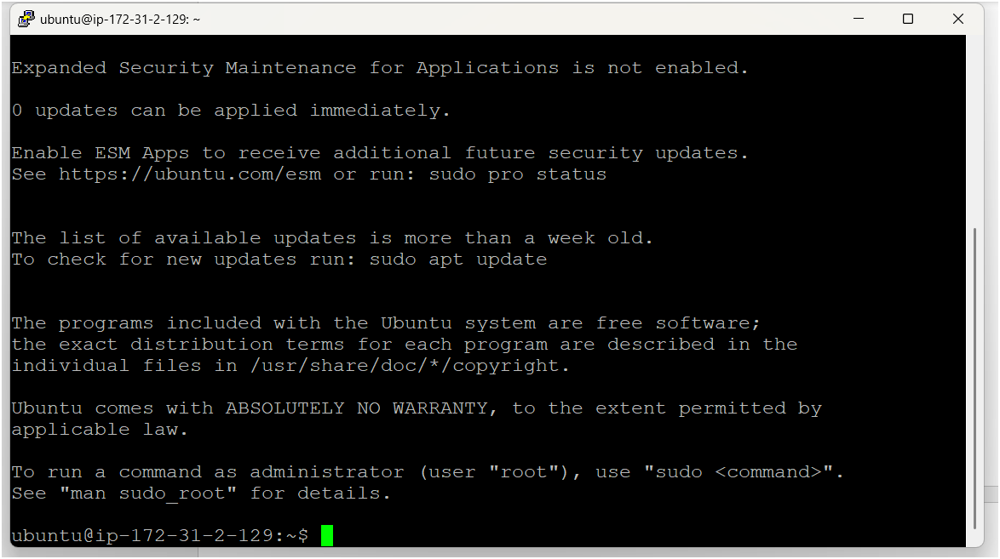 ubuntu@ip-172-31-2-129: ~
Expanded Security Maintenance for Applications is not enabled.
0 updates can be applied immediately.
Enable ESM Apps to receive additional future security updates.
See https://ubuntu.com/esm or run: sudo pro status
The list of available updates is more than a week old.
To check for new updates run: sudo apt update
The programs included with the Ubuntu system are free software;
the exact distribution terms for each program are described in the
individual files in /usr/share/doc/*/copyright.
Ubuntu comes with ABSOLUTELY NO WARRANTY, to the extent permitted by
applicable law.
To run a command as administrator (user "root"), use "sudo <command>".
See "man sudo_root" for details.
ubuntu@ip-172-31-2-129:~$